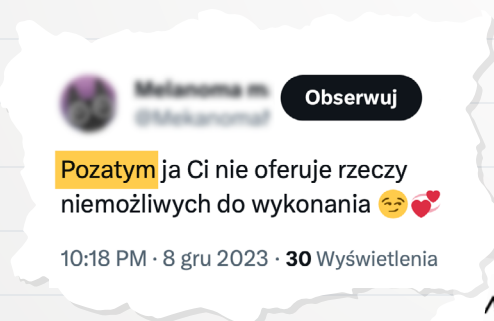 Obserwuj
Pozatym ja Ci nie oferuje rzeczy
niemożliwych do wykonania 😏💞
10:18 PM · 8 gru 2023 · 30 Wyświetlenia